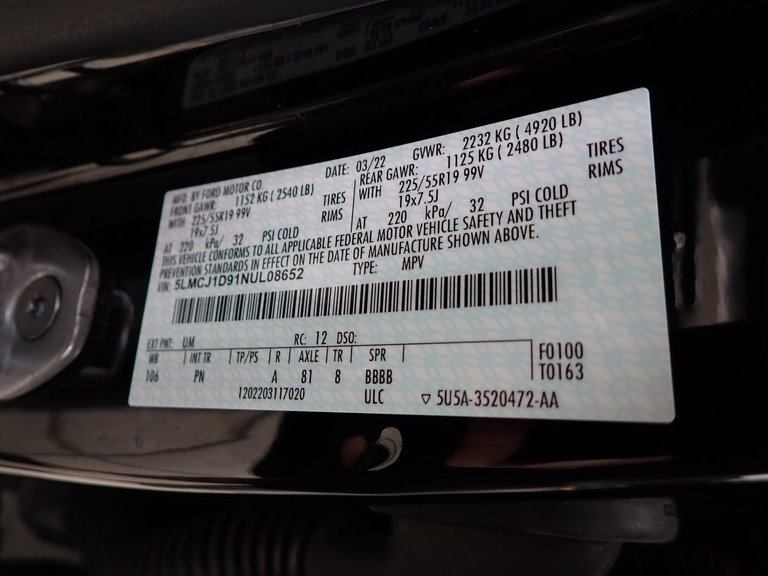 MFD. BY FORD MOTOR CO.
DATE: 03/22 GVWR: 2232 KG ( 4920 LB)
FRONT GAWR: 1152 KG ( 2540 LB) REAR GAWR: 1125 KG ( 2480 LB)
WITH 225/55R19 99V TIRES WITH 225/55R19 99V TIRES
19x7.5J RIMS 19x7.5J RIMS
AT 220 kPa/ 32 PSI COLD AT 220 kPa/ 32 PSI COLD
THIS VEHICLE CONFORMS TO ALL APPLICABLE FEDERAL MOTOR VEHICLE SAFETY AND THEFT
PREVENTION STANDARDS IN EFFECT ON THE DATE OF MANUFACTURE SHOWN ABOVE.
VIN: 5LMCJ1D91NUL08652 TYPE: MPV
EXT PNT: UM RC: 12 DSO:
WB INT TR TP/PS R AXLE TR SPR F0100
106 PN A 81 8 BBBB T0163
1202203117020 ULC ▽ 5U5A-3520472-AA